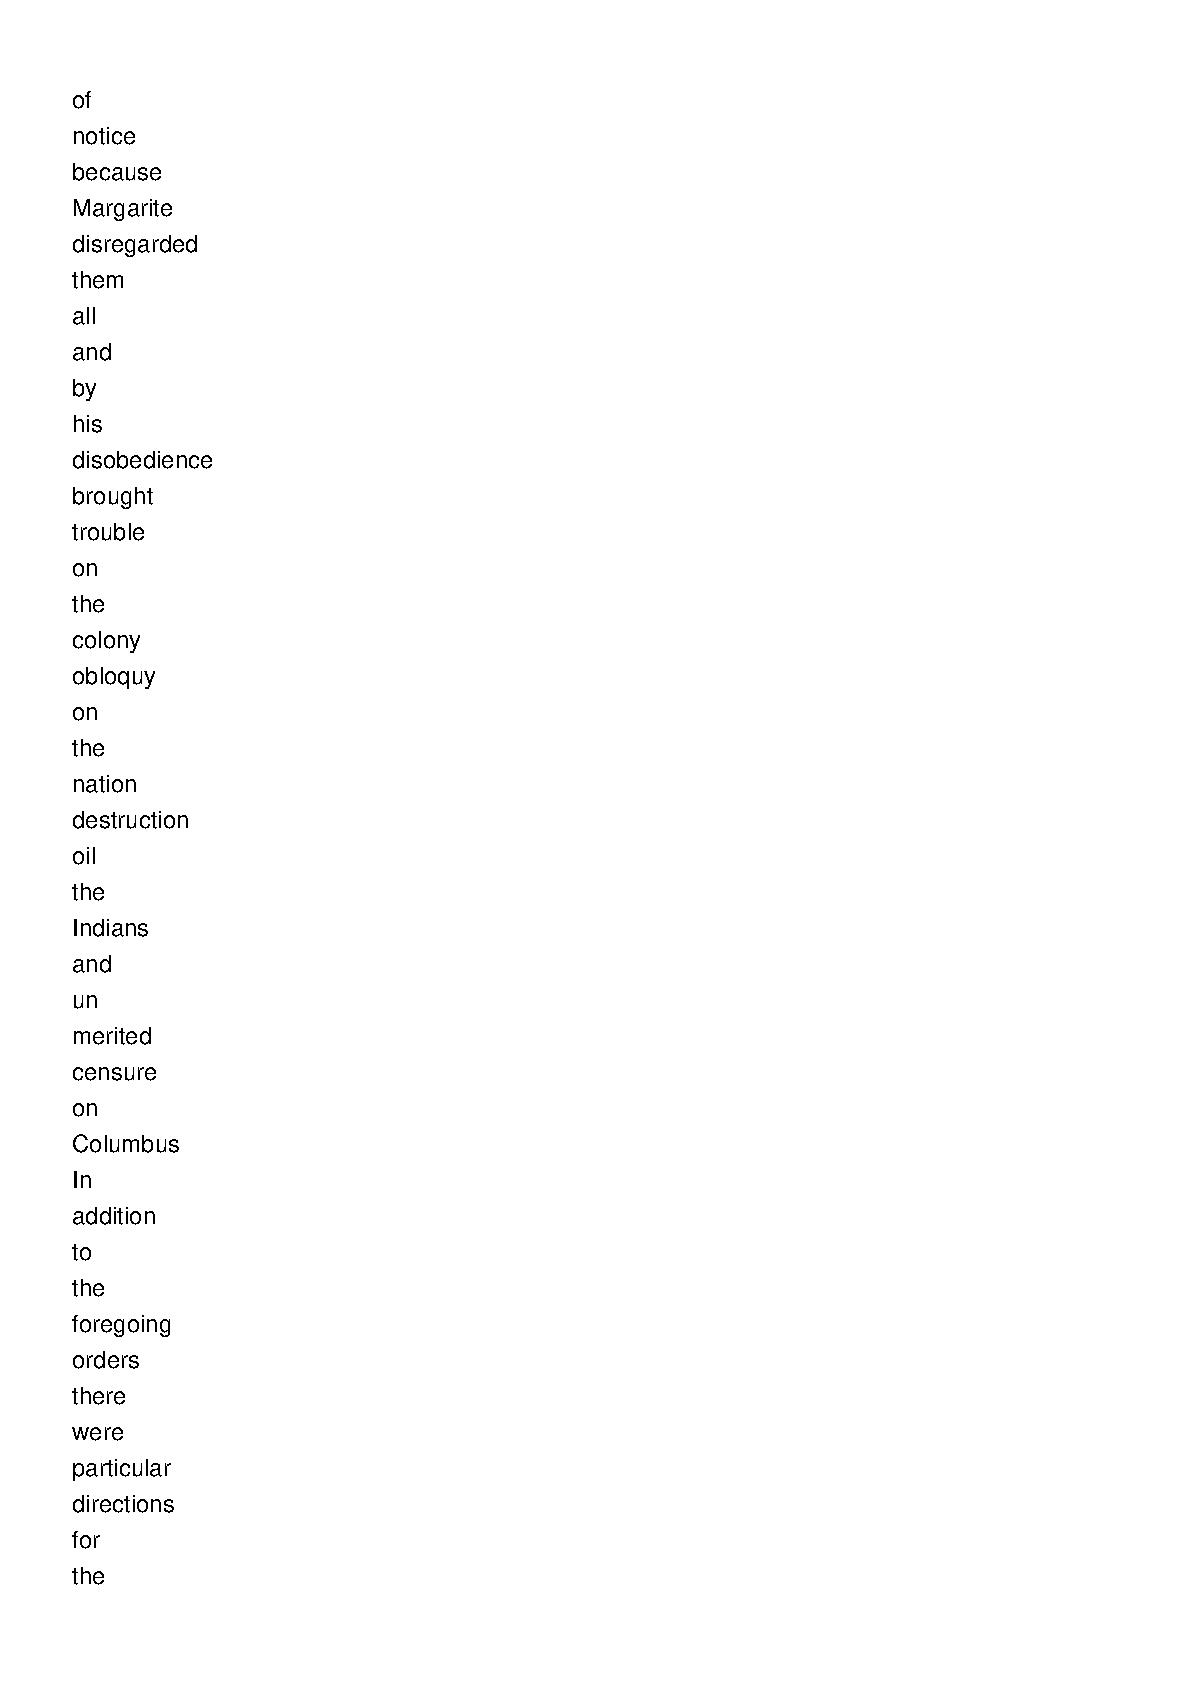 of
notice
because
Margarite
disregarded
them
all
and
by
his
disobedience
brought
trouble
on
the
colony
obloquy
on
the
nation
destruction
oil
the
Indians
and
un
merited
censure
on
Columbus
In
addition
to
the
foregoing
orders
there
were
particular
directions
for
the